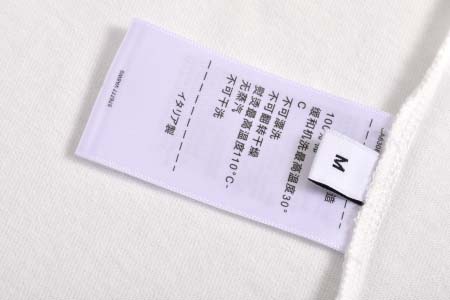 M
100%
缓和机洗最高温度30°
C
不可漂洗
不可翻转干燥
熨烫最高温度110°C-
无蒸汽
不可干洗
イタリア製